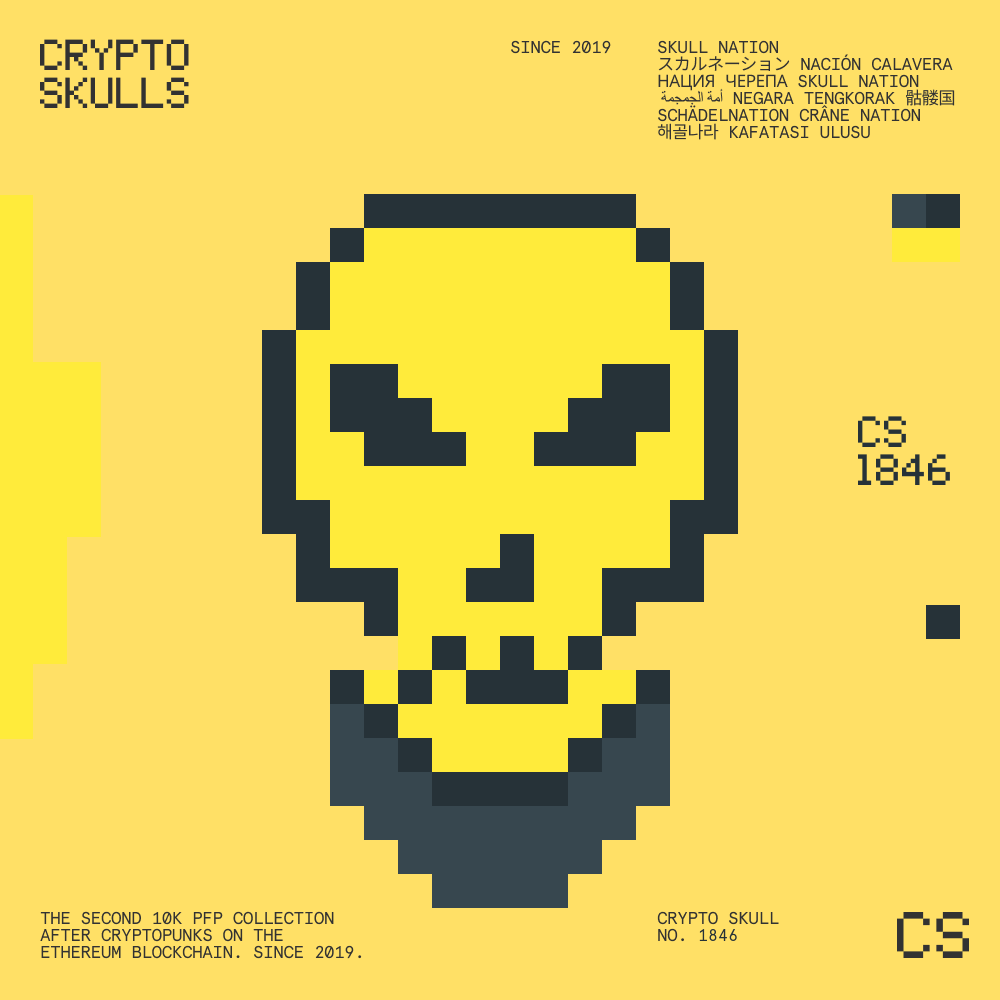 CRYPTO
SKULLS
SINCE 2019
SKULL NATION
スカルネーション NACIÓN CALAVERA
НАЦИЯ ЧЕРЕПА SKULL NATION
أمة الجمجمة NEGARA TENGKORAK 骷髅国
SCHÄDELNATION CRÂNE NATION
해골나라 KAFATASI ULUSU
CS
1846
THE SECOND 10K PFP COLLECTION
AFTER CRYPTOPUNKS ON THE
ETHEREUM BLOCKCHAIN. SINCE 2019.
CRYPTO SKULL
NO. 1846
CS